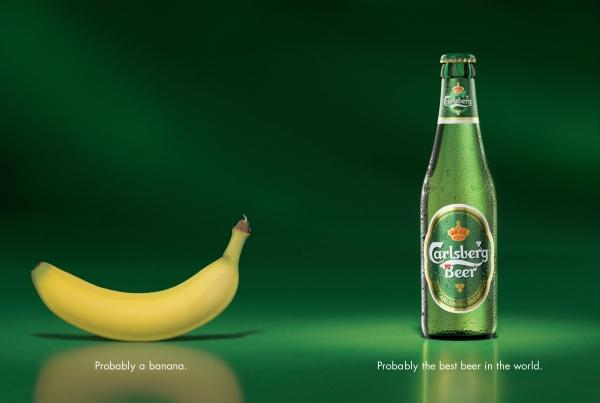 Carlsberg
Carlsberg
Beer
Probably a banana.
Probably the best beer in the world.